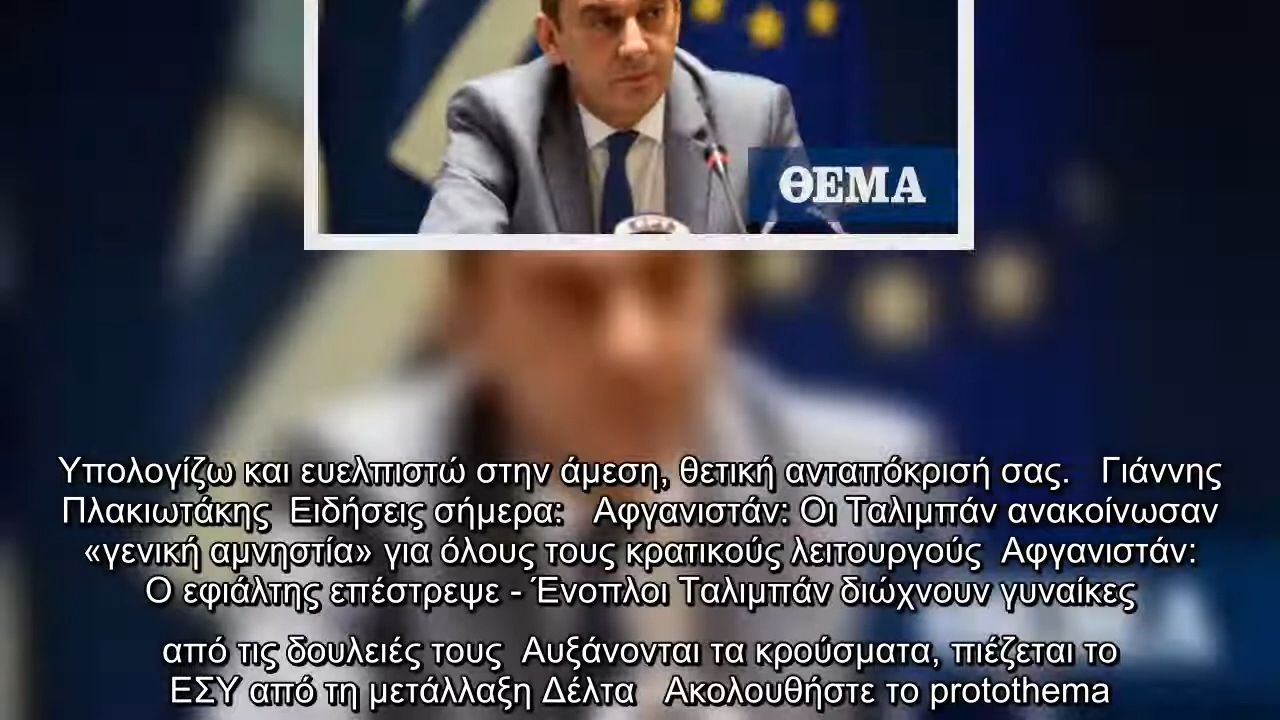 ΘΕΜΑ
Υπολογίζω και ευελπιστώ στην άμεση, θετική ανταπόκρισή σας. Γιάννης
Πλακιωτάκης Ειδήσεις σήμερα: Αφγανιστάν: Οι Ταλιμπάν ανακοίνωσαν
«γενική αμνηστία» για όλους τους κρατικούς λειτουργούς Αφγανιστάν:
Ο εφιάλτης επέστρεψε - Ένοπλοι Ταλιμπάν διώχνουν γυναίκες
από τις δουλειές τους Αυξάνονται τα κρούσματα, πιέζεται το
ΕΣΥ από τη μετάλλαξη Δέλτα Ακολουθήστε το protothema